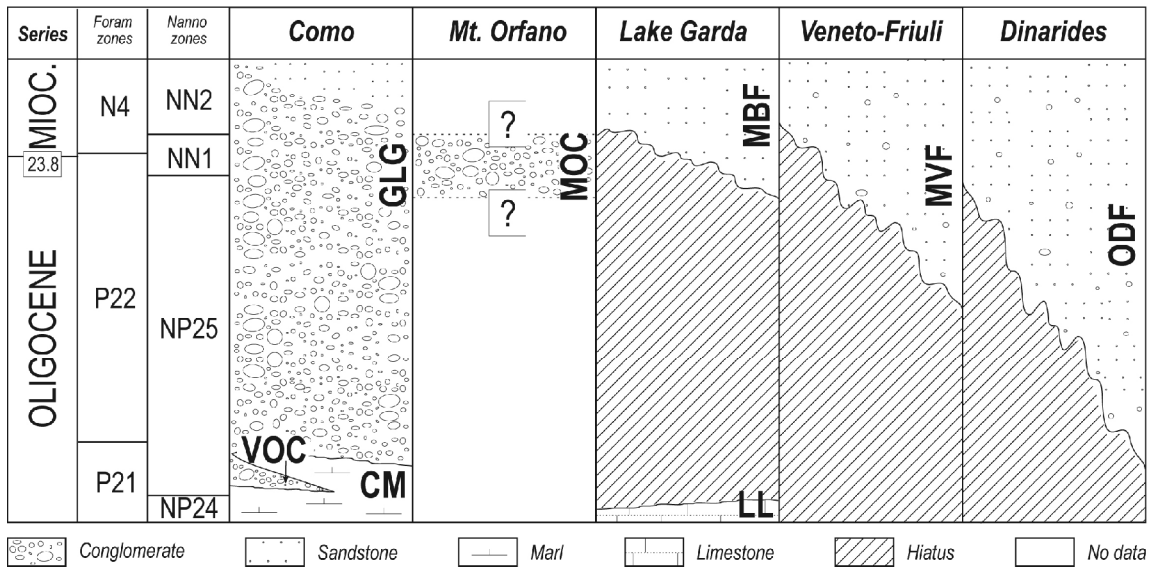 Series
Foram zones
Nanno zones
Como
Mt. Orfano
Lake Garda
Veneto-Friuli
Dinarides
MIOC.
23.8
OLIGOCENE
N4
P22
P21
NN2
NN1
NP25
NP24
GLG
VOC
CM
?
MOC
?
MBF
LL
MVF
ODF
Conglomerate
Sandstone
Marl
Limestone
Hiatus
No data